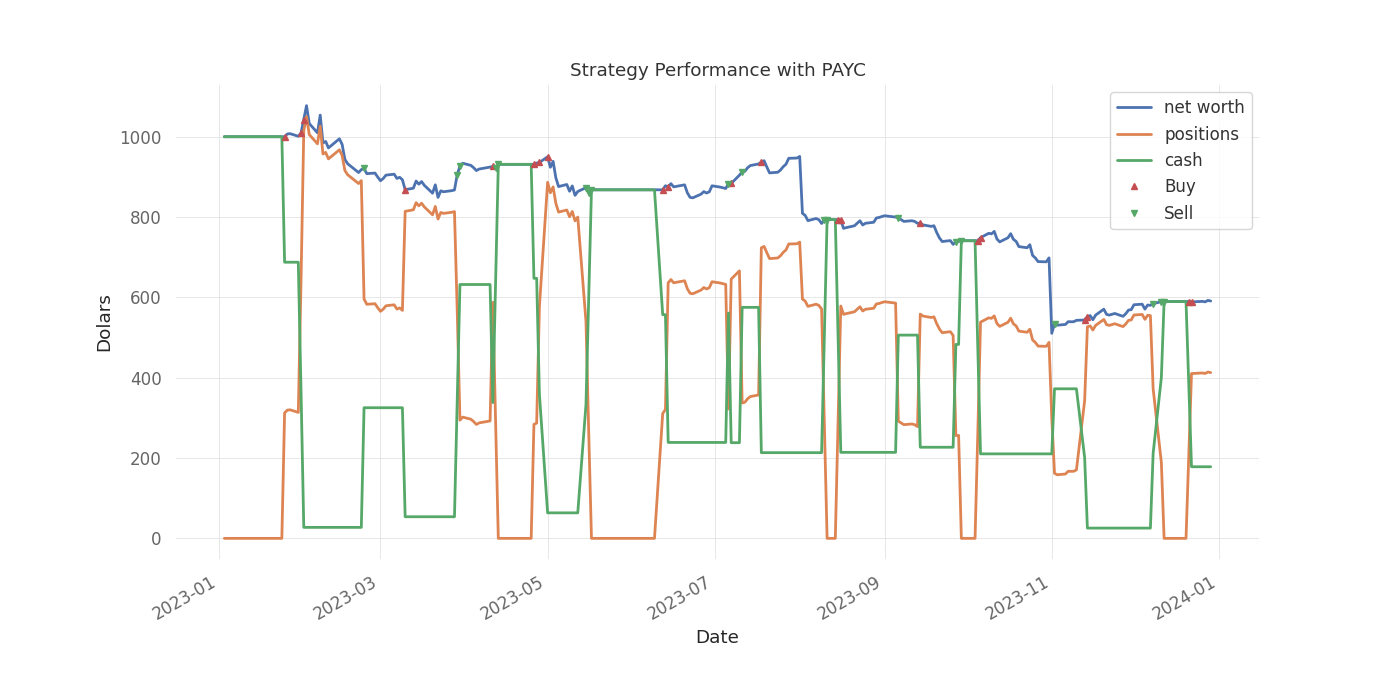 Strategy Performance with PAYC
net worth
positions
cash
Buy
Sell
Dolars
1000
800
600
400
200
0
2023-01
2023-03
2023-05
2023-07
2023-09
2023-11
2024-01
Date